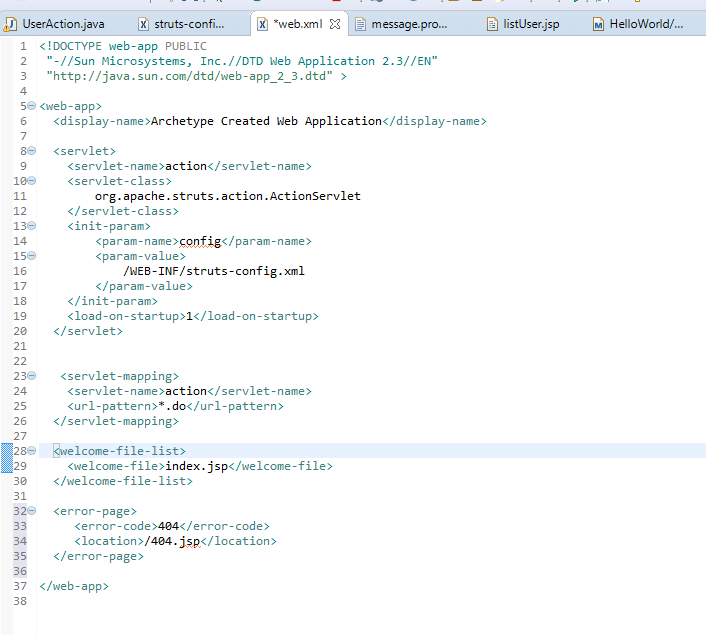 UserAction.java struts-confi... *web.xml message.pro... listUser.jsp HelloWorld/...
1 <!DOCTYPE web-app PUBLIC
2 "-//Sun Microsystems, Inc.//DTD Web Application 2.3//EN"
3 "http://java.sun.com/dtd/web-app_2_3.dtd" >
4
5 <web-app>
6 <display-name>Archetype Created Web Application</display-name>
7
8 <servlet>
9 <servlet-name>action</servlet-name>
10 <servlet-class>
11 org.apache.struts.action.ActionServlet
12 </servlet-class>
13 <init-param>
14 <param-name>config</param-name>
15 <param-value>
16 /WEB-INF/struts-config.xml
17 </param-value>
18 </init-param>
19 <load-on-startup>1</load-on-startup>
20 </servlet>
21
22
23 <servlet-mapping>
24 <servlet-name>action</servlet-name>
25 <url-pattern>*.do</url-pattern>
26 </servlet-mapping>
27
28 <welcome-file-list>
29 <welcome-file>index.jsp</welcome-file>
30 </welcome-file-list>
31
32 <error-page>
33 <error-code>404</error-code>
34 <location>/404.jsp</location>
35 </error-page>
36
37 </web-app>
38